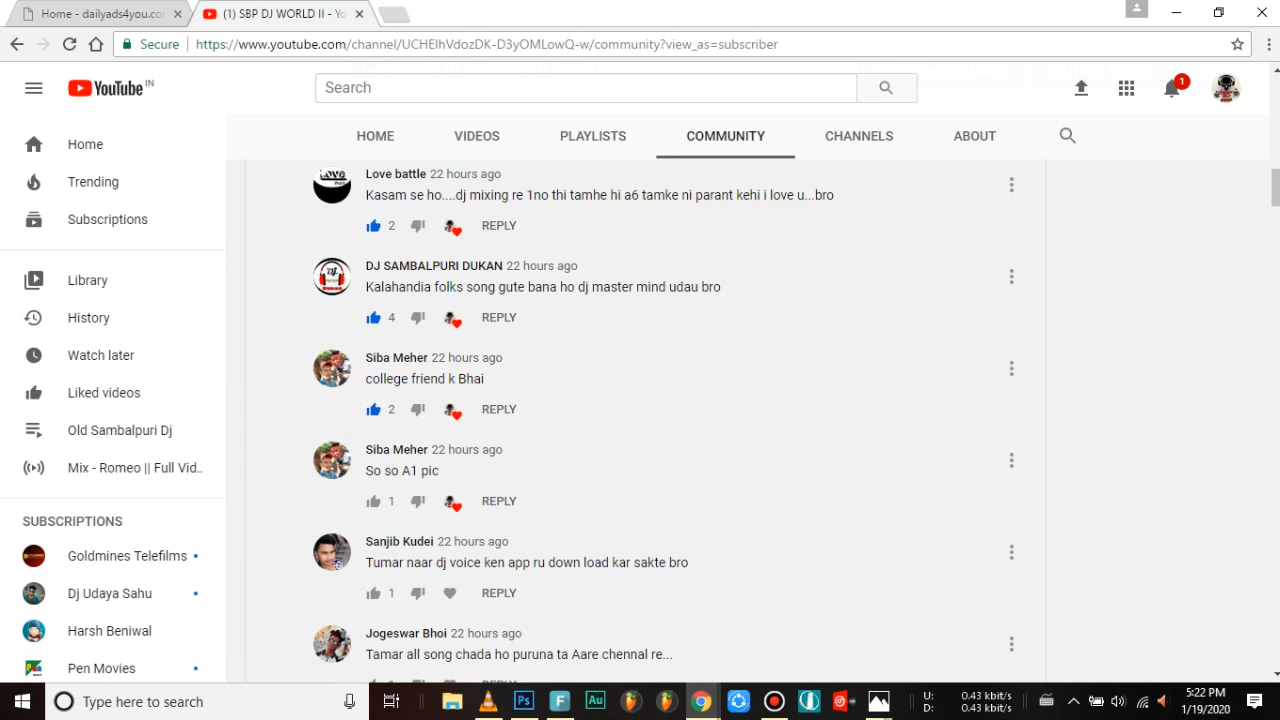 Home - dailyads4you.co
(1) SBP DJ WORLD II - Yo
Secure
https://www.youtube.com/channel/UCHEIhVdozDK-D3yOMLowQ-w/community?view_as=subscriber
YouTube IN
Search
1
HOME VIDEOS PLAYLISTS COMMUNITY CHANNELS ABOUT
Home
Trending
Subscriptions
Library
History
Watch later
Liked videos
Old Sambalpuri Dj
Mix - Romeo || Full Vid..
SUBSCRIPTIONS
Goldmines Telefilms
Dj Udaya Sahu
Harsh Beniwal
Pen Movies
Love battle 22 hours ago
Kasam se ho....dj mixing re 1no thi tamhe hi a6 tamke ni parant kehi i love u...bro
2 REPLY
DJ SAMBALPURI DUKAN 22 hours ago
Kalahandia folks song gute bana ho dj master mind udau bro
4 REPLY
Siba Meher 22 hours ago
college friend k Bhai
2 REPLY
Siba Meher 22 hours ago
So so A1 pic
1 REPLY
Sanjib Kudei 22 hours ago
Tumar naar dj voice ken app ru down load kar sakte bro
1 REPLY
Jogeswar Bhoi 22 hours ago
Tamar all song chada ho puruna ta Aare chennal re...
Type here to search
Ps
F
Au
U: 0.43 kbit/s
D: 0.43 kbit/s
5:22 PM
1/19/2020